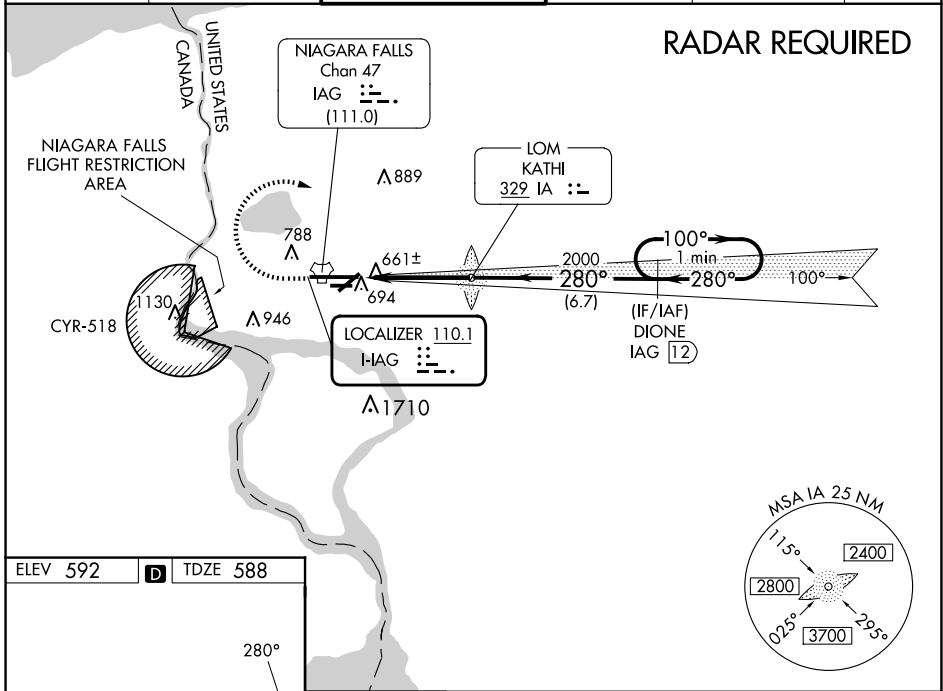 RADAR REQUIRED
UNITED STATES
CANADA
NIAGARA FALLS
Chan 47
IAG
(111.0)
NIAGARA FALLS
FLIGHT RESTRICTION
AREA
LOM
KATHI
329 IA
889
788
661±
694
2000
280°
(6.7)
100°
1 min
280°
100°
(IF/IAF)
DIONE
IAG 12
1130
CYR-518
946
LOCALIZER 110.1
I-IAG
1710
MSA IA 25 NM
115°
2400
2800
025°
3700
295°
ELEV 592 D TDZE 588
280°